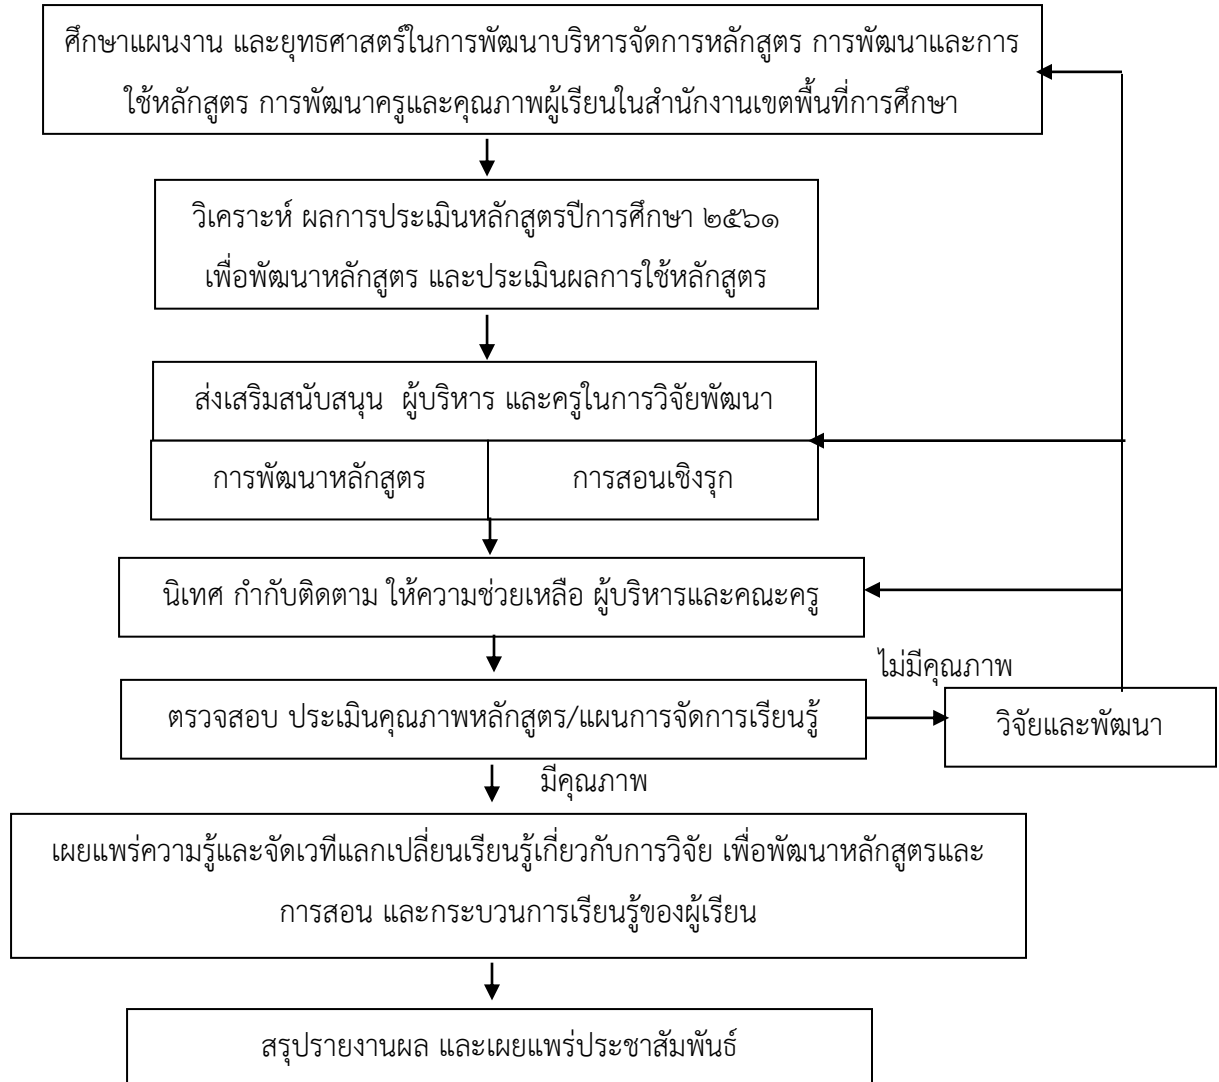 ศึกษาแผนงาน และยุทธศาสตร์ในการพัฒนาบริหารจัดการหลักสูตร การพัฒนาและการ
ใช้หลักสูตร การพัฒนาครูและคุณภาพผู้เรียนในสำนักงานเขตพื้นที่การศึกษา
วิเคราะห์ ผลการประเมินหลักสูตรปีการศึกษา ๒๕๖๑
เพื่อพัฒนาหลักสูตร และประเมินผลการใช้หลักสูตร
ส่งเสริมสนับสนุน ผู้บริหาร และครูในการวิจัยพัฒนา
การพัฒนาหลักสูตร
การสอนเชิงรุก
นิเทศ กำกับติดตาม ให้ความช่วยเหลือ ผู้บริหารและคณะครู
ไม่มีคุณภาพ
ตรวจสอบ ประเมินคุณภาพหลักสูตร/แผนการจัดการเรียนรู้
วิจัยและพัฒนา
มีคุณภาพ
เผยแพร่ความรู้และจัดเวทีแลกเปลี่ยนเรียนรู้เกี่ยวกับการวิจัย เพื่อพัฒนาหลักสูตรและ
การสอน และกระบวนการเรียนรู้ของผู้เรียน
สรุปรายงานผล และเผยแพร่ประชาสัมพันธ์